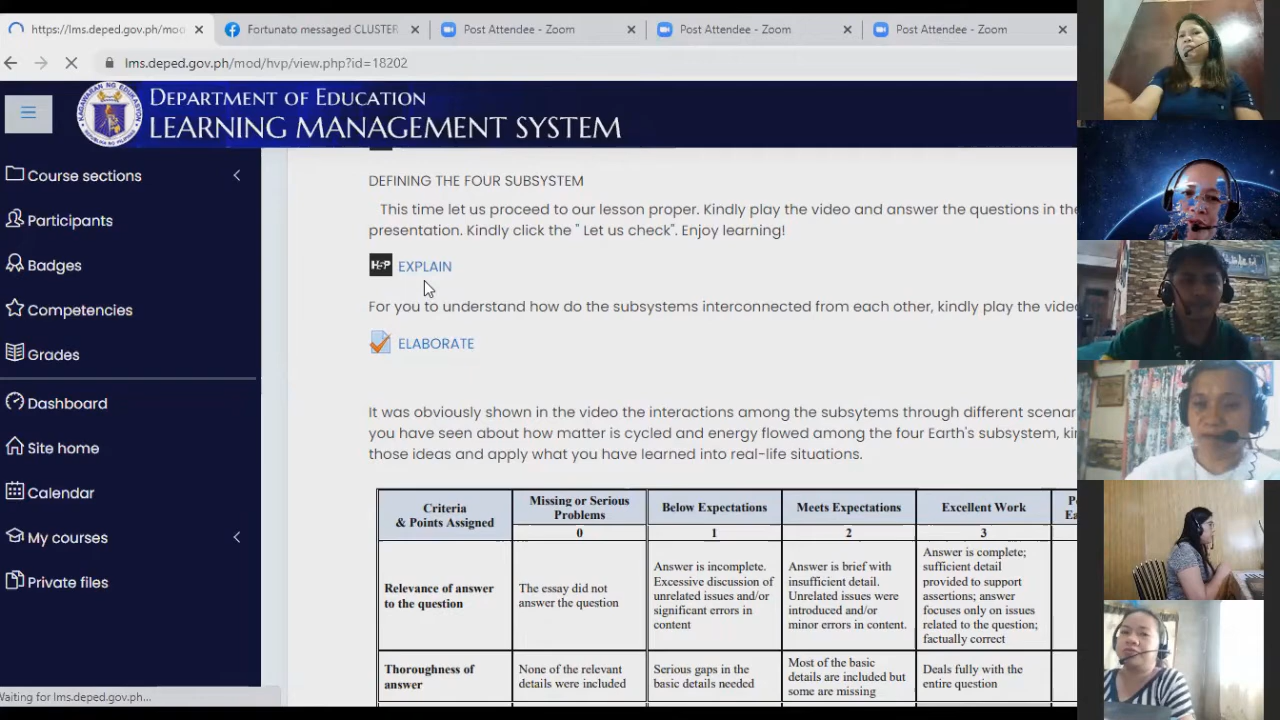 https://lms.deped.gov.ph/mod
Fortunato messaged CLUSTER
Post Attendee - Zoom
Post Attendee - Zoom
Post Attendee - Zoom
lms.deped.gov.ph/mod/hvp/view.php?id=18202
DEPARTMENT OF EDUCATION
LEARNING MANAGEMENT SYSTEM
Course sections
Participants
Badges
Competencies
Grades
Dashboard
Site home
Calendar
My courses
Private files
DEFINING THE FOUR SUBSYSTEM
This time let us proceed to our lesson proper. Kindly play the video and answer the questions in the
presentation. Kindly click the " Let us check". Enjoy learning!
H5P EXPLAIN
For you to understand how do the subsystems interconnected from each other, kindly play the vide
ELABORATE
It was obviously shown in the video the interactions among the subsytems through different scenar
you have seen about how matter is cycled and energy flowed among the four Earth's subsystem, ki
those ideas and apply what you have learned into real-life situations.
Criteria
& Points Assigned
Missing or Serious
Problems
0
Below Expectations
1
Meets Expectations
2
Excellent Work
3
Relevance of answer
to the question
The essay did not
answer the question
Answer is incomplete.
Excessive discussion of
unrelated issues and/or
significant errors in
content
Answer is brief with
insufficient detail.
Unrelated issues were
introduced and/or
minor errors in content.
Answer is complete;
sufficient detail
provided to support
assertions; answer
focuses only on issues
related to the question;
factually correct
Thoroughness of
answer
None of the relevant
details were included
Serious gaps in the
basic details needed
Most of the basic
details are included but
some are missing
Deals fully with the
entire question
Waiting for lms.deped.gov.ph...